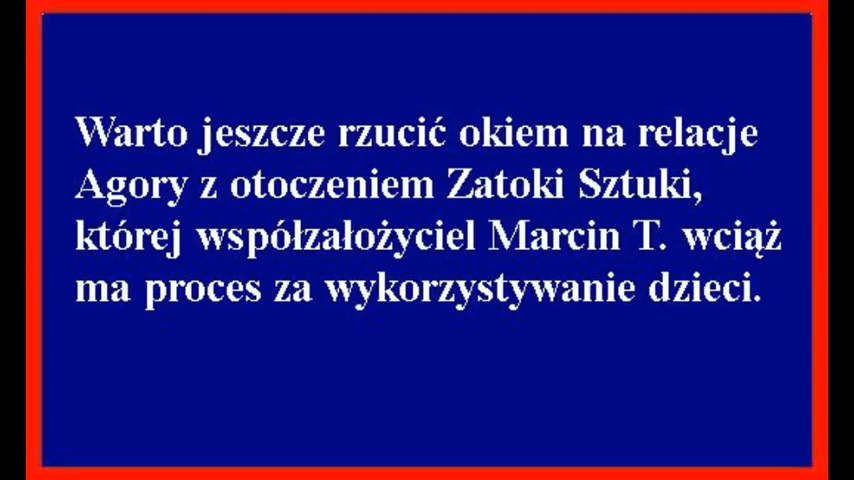 Warto jeszcze rzucić okiem na relacje
Agory z otoczeniem Zatoki Sztuki,
której współzałożyciel Marcin T. wciąż
ma proces za wykorzystywanie dzieci.